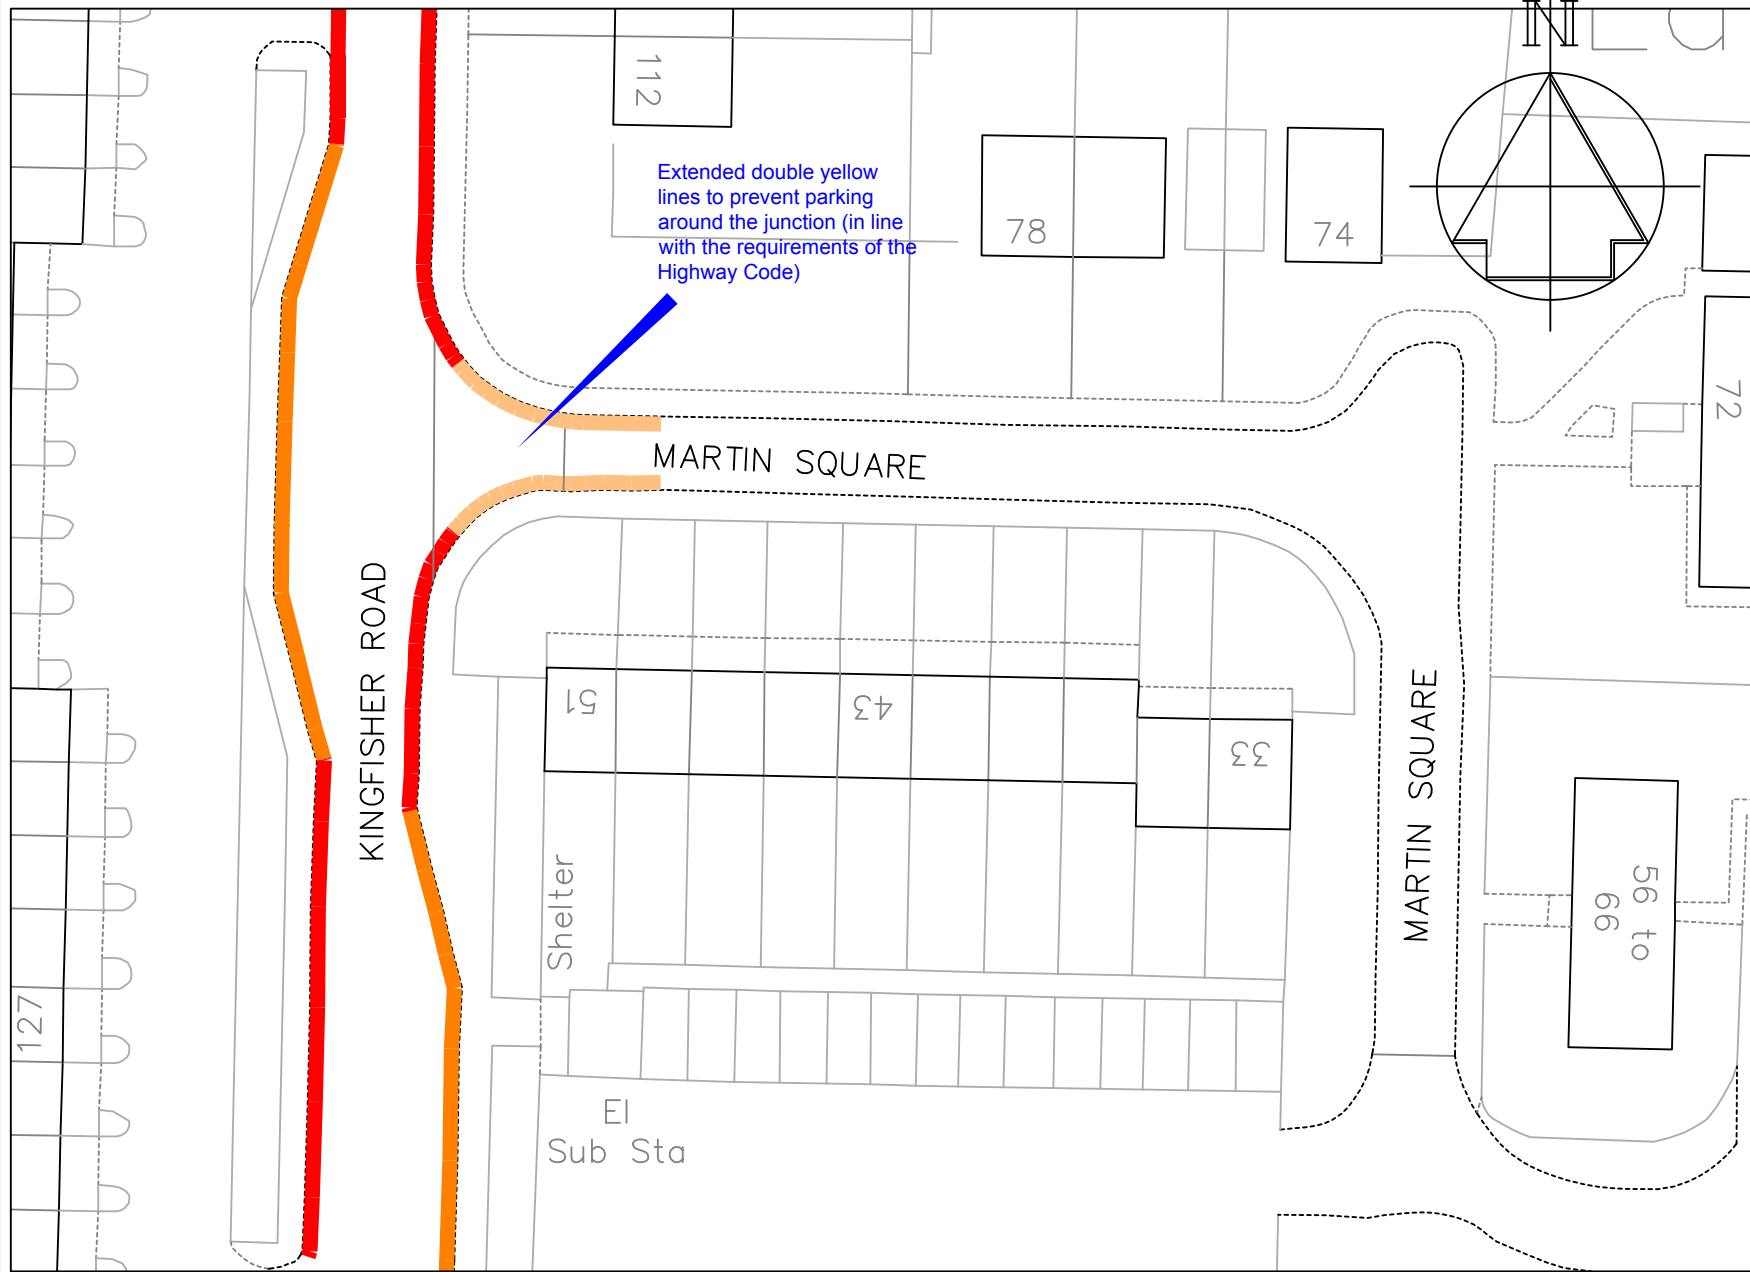 N
112
Extended double yellow
lines to prevent parking
around the junction (in line
with the requirements of the
Highway Code)
78
74
72
MARTIN SQUARE
KINGFISHER ROAD
51
43
33
MARTIN SQUARE
Shelter
56 to
66
127
El
Sub Sta